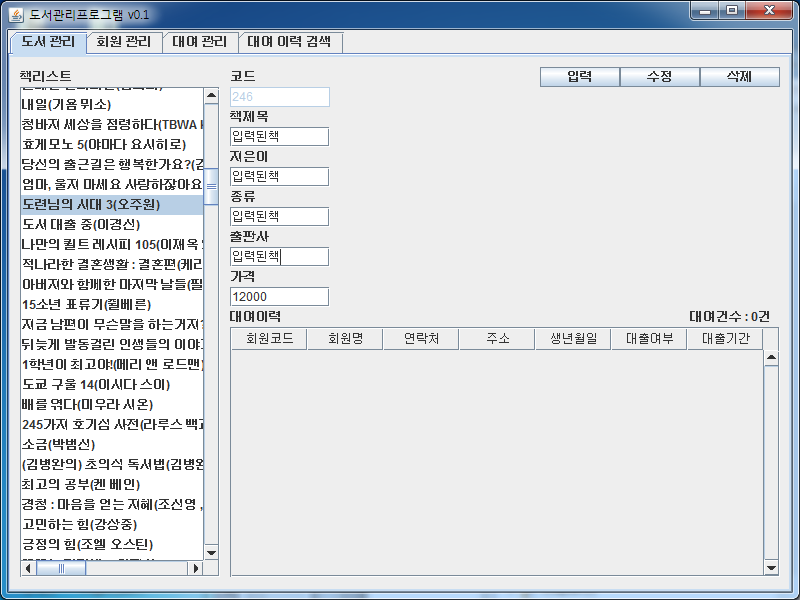 도서관리프로그램 v0.1
도서 관리
회원 관리
대여 관리
대여 이력 검색
책리스트
내일(기욤 뮈소)
청바지 세상을 점령하다(TBWA
효게모노 5(야마다 요시히로)
당신의 출근길은 행복한가요?(김
엄마, 울지 마세요 사랑하잖아요
도련님의 시대 3(오주원)
도서 대출 중(이경신)
나만의 퀼트 레시피 105(이재옥
적나라한 결혼생활 : 결혼편(케라
아버지와 함께한 마지막 날들(필
15소년 표류기(쥘베른)
지금 남편이 무슨말을 하는거지?
뒤늦게 발동걸린 인생들의 이야기
1학년이 최고야!(메리 앤 로드맨)
도쿄 구울 14(이시다 스이)
배를 엮다(미우라 시온)
245가지 호기심 사전(라루스 백과
소금(박범신)
(김병완의) 초의식 독서법(김병완
최고의 공부(켄 베인)
경청 : 마음을 얻는 지혜(조신영 ,
고민하는 힘(강상중)
긍정의 힘(조엘 오스틴)
코드
246
책제목
입력된책
지은이
입력된책
종류
입력된책
출판사
입력된책
가격
12000
입력
수정
삭제
대여이력
대여건수 : 0건
회원코드
회원명
연락처
주소
생년월일
대출여부
대출기간